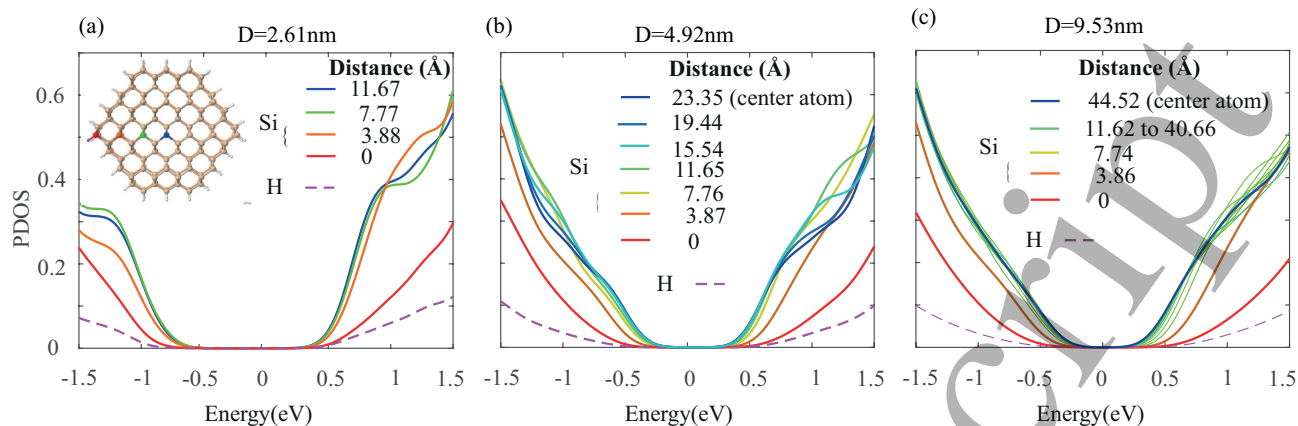 (a)
D=2.61nm
Distance (Å)
11.67
7.77
3.88
0
Si {
H
PDOS
0.6
0.4
0.2
0
-1.5 -1 -0.5 0 0.5 1 1.5
Energy(eV)
(b)
D=4.92nm
Distance (Å)
23.35 (center atom)
19.44
15.54
11.65
7.76
3.87
0
Si {
H
-1.5 -1 -0.5 0 0.5 1 1.5
Energy(eV)
(c)
D=9.53nm
Distance (Å)
44.52 (center atom)
11.62 to 40.66
7.74
3.86
0
Si {
H
-1.5 -1 -0.5 0 0.5 1 1.5
Energy(eV)
cript